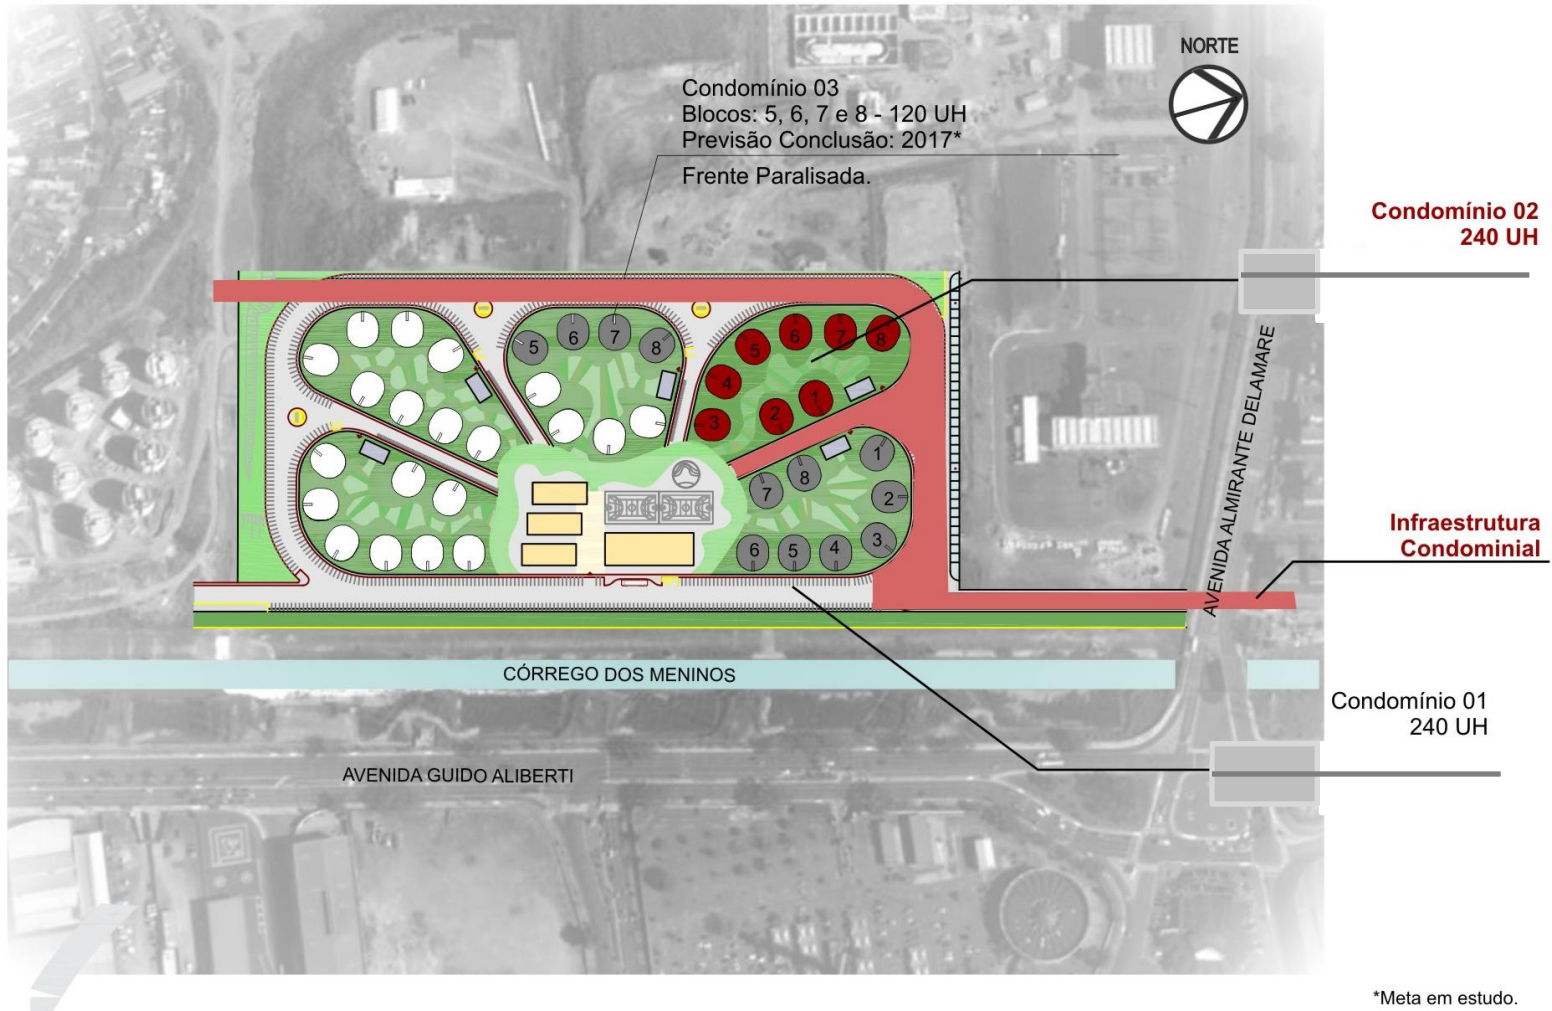 NORTE
Condomínio 03
Blocos: 5, 6, 7 e 8 - 120 UH
Previsão Conclusão: 2017*
Frente Paralisada.
Condomínio 02
240 UH
5
6
7
8
5
6
7
8
4
3
2
1
1
2
3
4
5
6
7
8
AVENIDA ALMIRANTE DELAMARE
Infraestrutura
Condominial
CÓRREGO DOS MENINOS
Condomínio 01
240 UH
AVENIDA GUIDO ALIBERTI
*Meta em estudo.